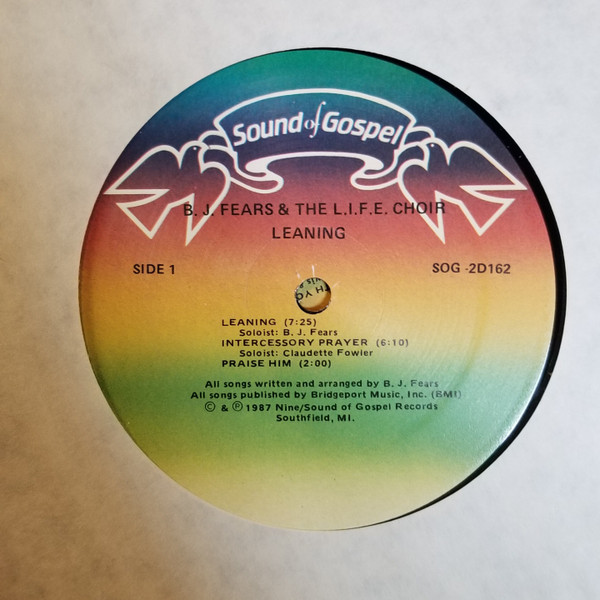 Sound of Gospel
B. J. FEARS & THE L.I.F.E. CHOIR
LEANING
SIDE 1
SOG -2D162
LEANING (7:25)
Soloist: B. J. Fears
INTERCESSORY PRAYER (6:10)
Soloist: Claudette Fowler
PRAISE HIM (2:00)
All songs written and arranged by B. J. Fears
All songs published by Bridgeport Music, Inc. (BMI)
© & ℗ 1987 Nine/Sound of Gospel Records
Southfield, MI.